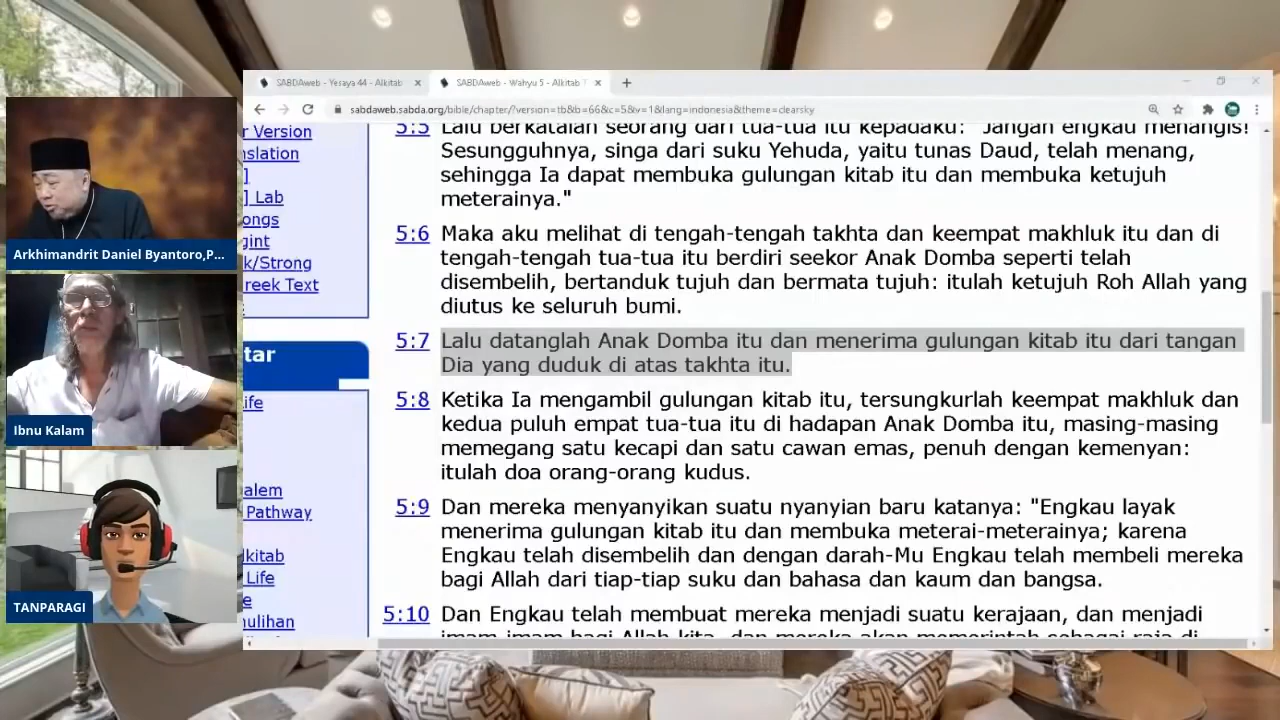 SABDAweb - Yesaya 44 - Alkitab
SABDAweb - Wahyu 5 - Alkitab T
sabdaweb.sabda.org/bible/chapter/?version=tb&b=66&c=5&v=1&lang=indonesia&theme=clearsky
r Version
nslation
]
] Lab
ongs
gint
k/Strong
reek Text
tar
ife
alem
Pathway
kitab
Life
e
nulihan
5:5 Lalu berkatalah seorang dari tua-tua itu kepadaku: "Jangan engkau menangis!
Sesungguhnya, singa dari suku Yehuda, yaitu tunas Daud, telah menang,
sehingga Ia dapat membuka gulungan kitab itu dan membuka ketujuh
meterainya."
5:6 Maka aku melihat di tengah-tengah takhta dan keempat makhluk itu dan di
tengah-tengah tua-tua itu berdiri seekor Anak Domba seperti telah
disembelih, bertanduk tujuh dan bermata tujuh: itulah ketujuh Roh Allah yang
diutus ke seluruh bumi.
5:7 Lalu datanglah Anak Domba itu dan menerima gulungan kitab itu dari tangan
Dia yang duduk di atas takhta itu.
5:8 Ketika Ia mengambil gulungan kitab itu, tersungkurlah keempat makhluk dan
kedua puluh empat tua-tua itu di hadapan Anak Domba itu, masing-masing
memegang satu kecapi dan satu cawan emas, penuh dengan kemenyan:
itulah doa orang-orang kudus.
5:9 Dan mereka menyanyikan suatu nyanyian baru katanya: "Engkau layak
menerima gulungan kitab itu dan membuka meterai-meterainya; karena
Engkau telah disembelih dan dengan darah-Mu Engkau telah membeli mereka
bagi Allah dari tiap-tiap suku dan bahasa dan kaum dan bangsa.
5:10 Dan Engkau telah membuat mereka menjadi suatu kerajaan, dan menjadi
imam-imam bagi Allah kita, dan mereka akan memerintah sebagai raja di
Arkhimandrit Daniel Byantoro,P...
Ibnu Kalam
TANPARAGI